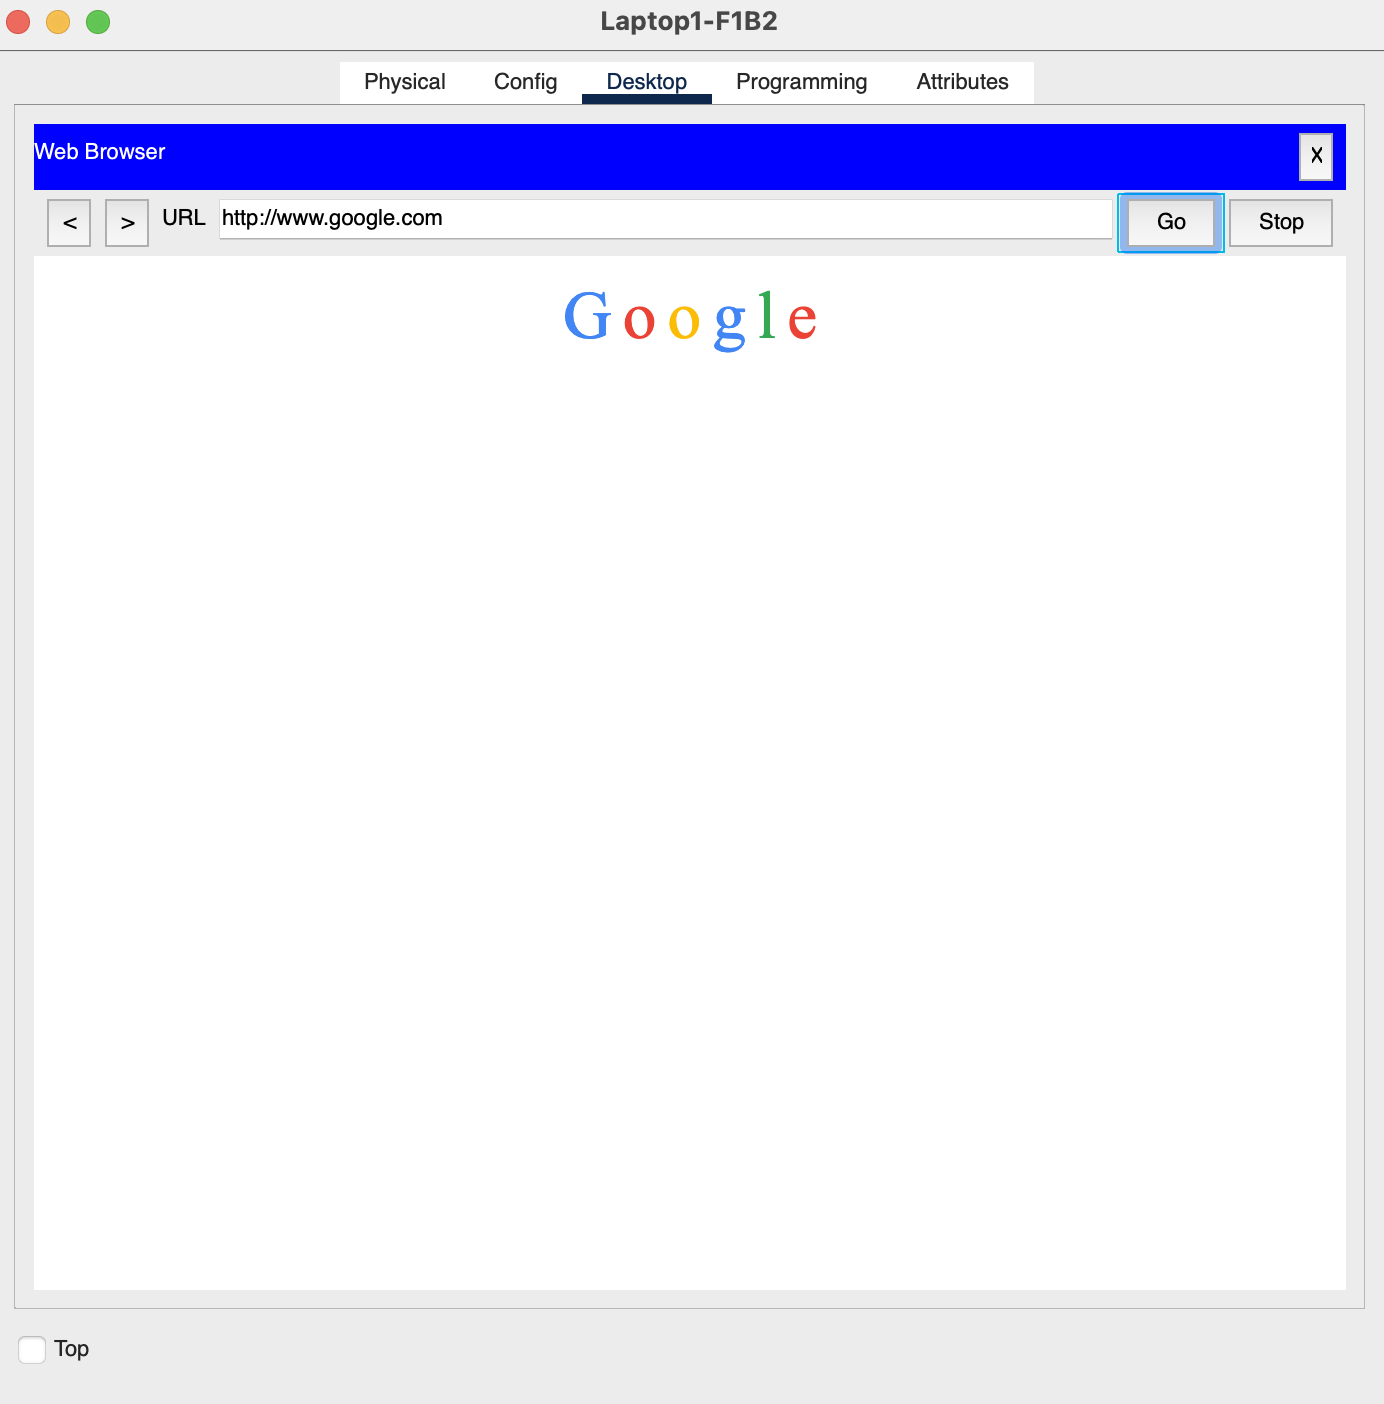 Laptop1-F1B2
Physical Config Desktop Programming Attributes
Web Browser X
< > URL http://www.google.com Go Stop
Google
Top